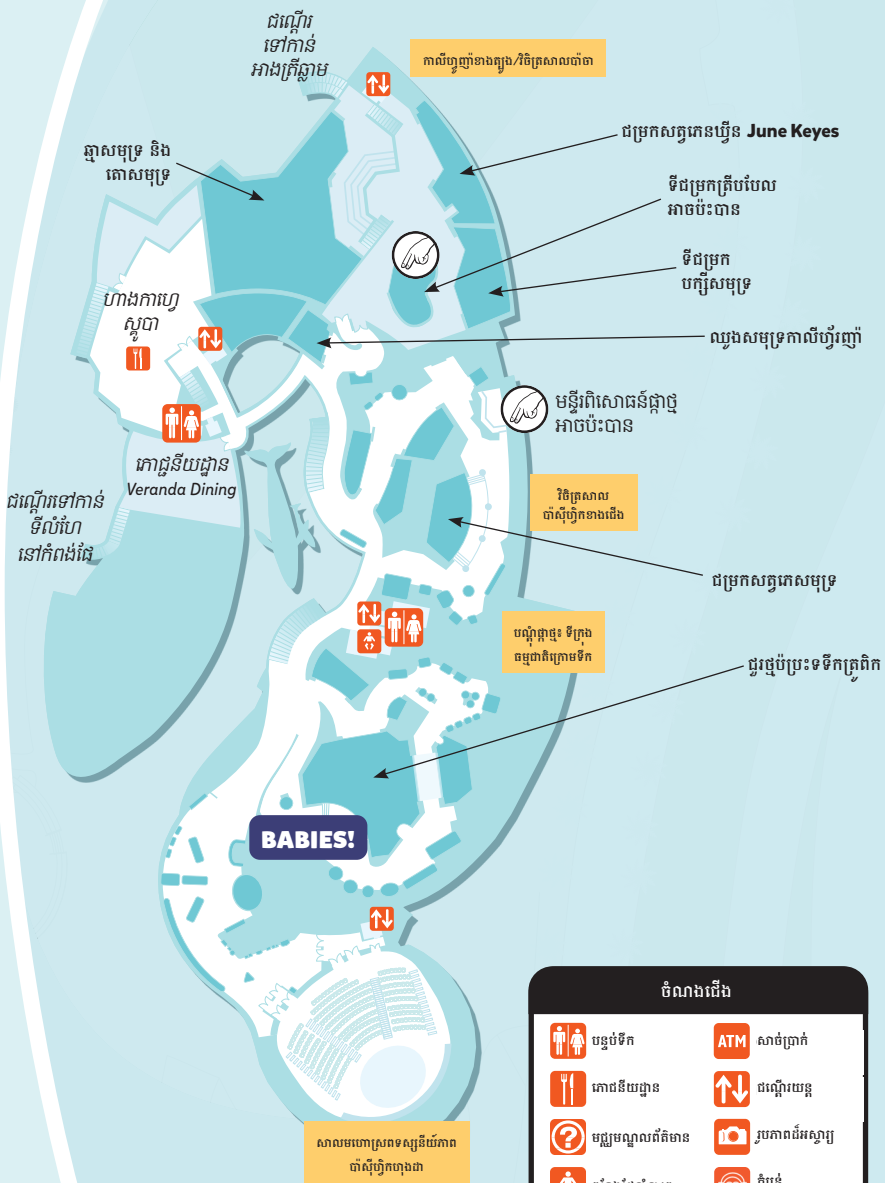 ជណ្តើរ
ទៅកាន់
អាងត្រីឆ្លាម
កាលីហ្វូញ៉ាខាងត្បូង/វិចិត្រសាលប៉ាចា
ជម្រកសត្វភេនឃ្វីន June Keyes
ឆ្មាសមុទ្រ និង
តោសមុទ្រ
ទីជម្រកត្រីបបែល
អាចប៉ះបាន
ទីជម្រក
បក្សីសមុទ្រ
ហាងកាហ្វេ
ស្គូបា
ឈូងសមុទ្រកាលីហ្វ័រញ៉ា
មន្ទីរពិសោធន៍ផ្កាថ្ម
អាចប៉ះបាន
ភោជ្ជនីយដ្ឋាន
Veranda Dining
ជណ្តើរទៅកាន់
ទីលំហែ
នៅកំពង់ផែ
វិចិត្រសាល
ប៉ាស៊ីហ្វិកខាងជើង
ជម្រកសត្វភេសមុទ្រ
បណ្តុំផ្កាថ្ម៖ ទីក្រុង
ធម្មជាតិក្រោមទឹក
ជួរថ្មប៉ប្រះទទឹកត្រូពិក
BABIES!
សាលមហោស្រពទស្សនីយ៍ភាព
ប៉ាស៊ីហ្វិកហុងដា
ចំណងជើង
បន្ទប់ទឹក
ATM សាច់ប្រាក់
ភោជនីយដ្ឋាន
ជណ្តើរយន្ត
មជ្ឈមណ្ឌលព័ត៌មាន
រូបភាពដ៏អស្ចារ្យ